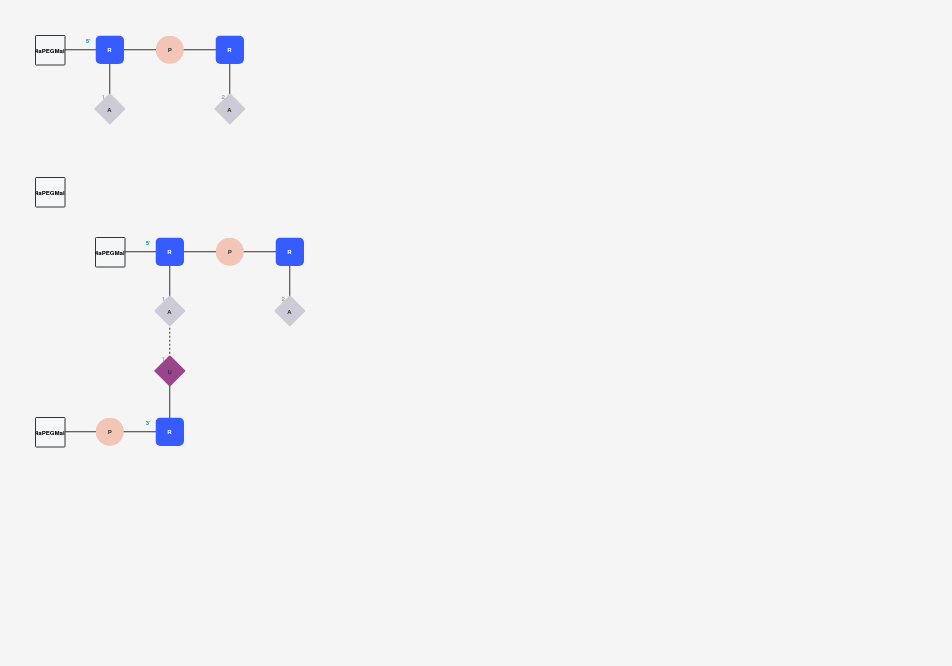 5'
4aPEGMal R P R
1 2
A A
4aPEGMal
5'
4aPEGMal R P R
1 2
A A
1
U
3'
4aPEGMal P R